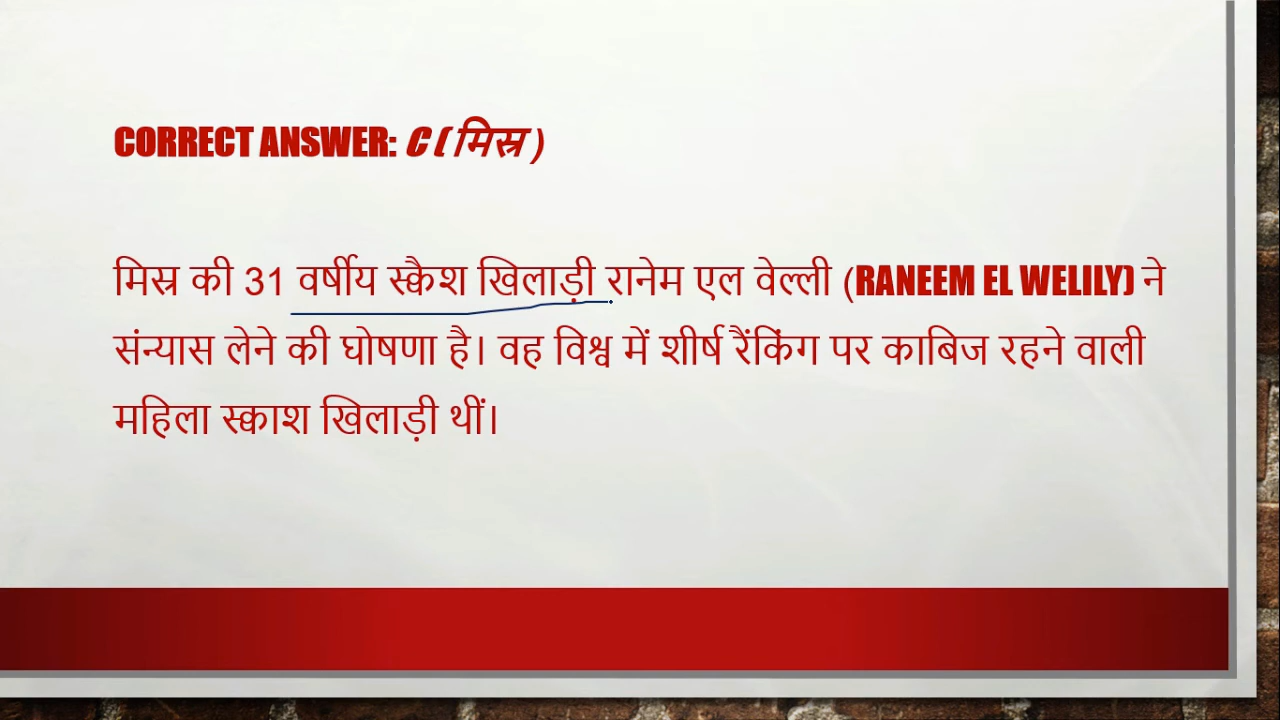 CORRECT ANSWER: C ( मिस्र )
मिस्र की 31 वर्षीय स्क्वैश खिलाड़ी रानेम एल वेल्ली (RANEEM EL WELILY) ने
संन्यास लेने की घोषणा है। वह विश्व में शीर्ष रैंकिंग पर काबिज रहने वाली
महिला स्क्वाश खिलाड़ी थीं।